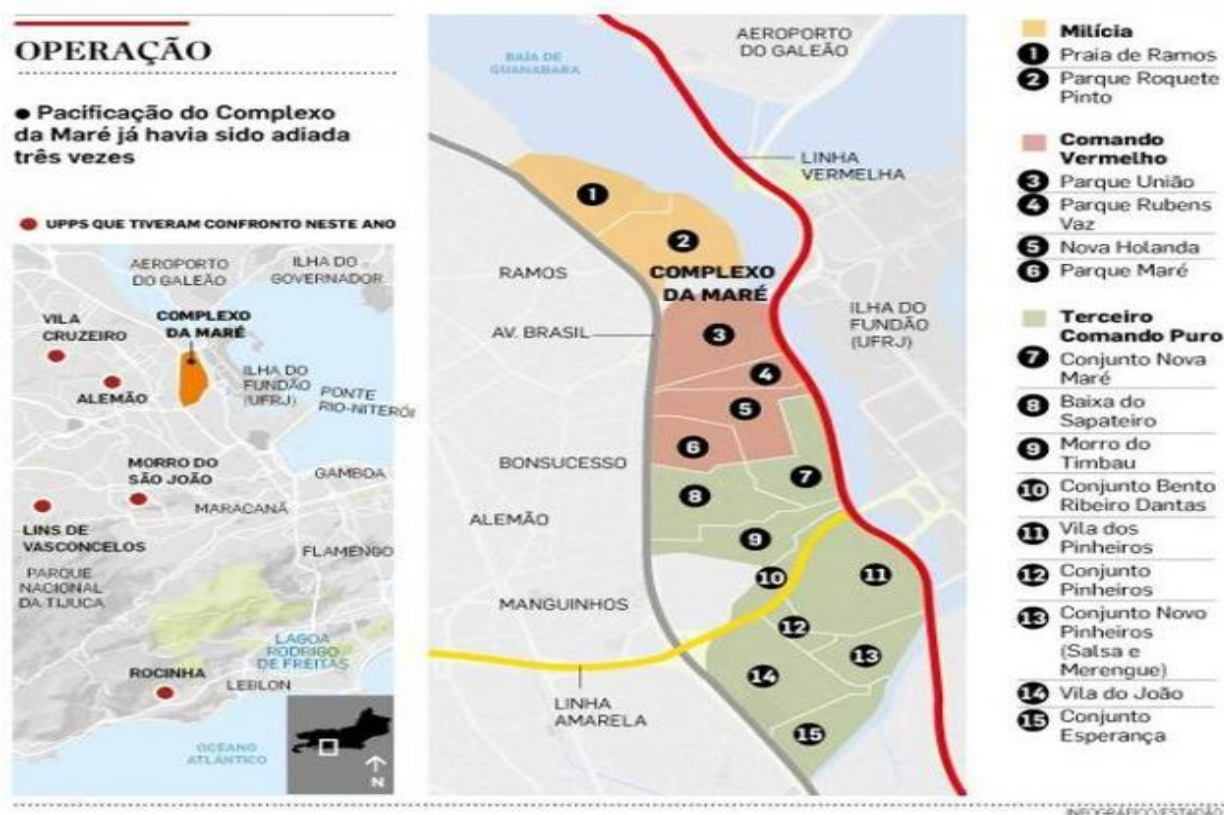 OPERAÇÃO
● Pacificação do Complexo
da Maré já havia sido adiada
três vezes
UPPS QUE TIVERAM CONFRONTO NESTE ANO
AEROPORTO
DO GALEÃO
ILHA DO
GOVERNADOR
VILA
CRUZEIRO
COMPLEXO
DA MARÉ
ALEMÃO
ILHA DO
FUNDÃO
(UFRJ)
PONTE
RIO-NITERÓI
MORRO DO
SÃO JOÃO
GAMBOA
MARACANÃ
LINS DE
VASCONCELOS
FLAMENGO
PARQUE
NACIONAL
DA TIJUCA
LAGOA
RODRIGO
DE FREITAS
ROCINHA
LEBLON
OCEANO
ATLÂNTICO
N
BAÍA DE
GUANABARA
AEROPORTO
DO GALEÃO
LINHA
VERMELHA
1
2
RAMOS
COMPLEXO
DA MARÉ
AV. BRASIL
3
ILHA DO
FUNDÃO
(UFRJ)
4
5
6
BONSUCESSO
7
8
ALEMÃO
9
10
11
MANGUINHOS
12
13
14
LINHA
AMARELA
15
Milícia
1 Praia de Ramos
2 Parque Roquete
Pinto
Comando
Vermelho
3 Parque União
4 Parque Rubens
Vaz
5 Nova Holanda
6 Parque Maré
Terceiro
Comando Puro
7 Conjunto Nova
Maré
8 Baixa do
Sapateiro
9 Morro do
Timbau
10 Conjunto Bento
Ribeiro Dantas
11 Vila dos
Pinheiros
12 Conjunto
Pinheiros
13 Conjunto Novo
Pinheiros
(Salsa e
Merengue)
14 Vila do João
15 Conjunto
Esperança
INFOGRÁFICO/ESTADÃO